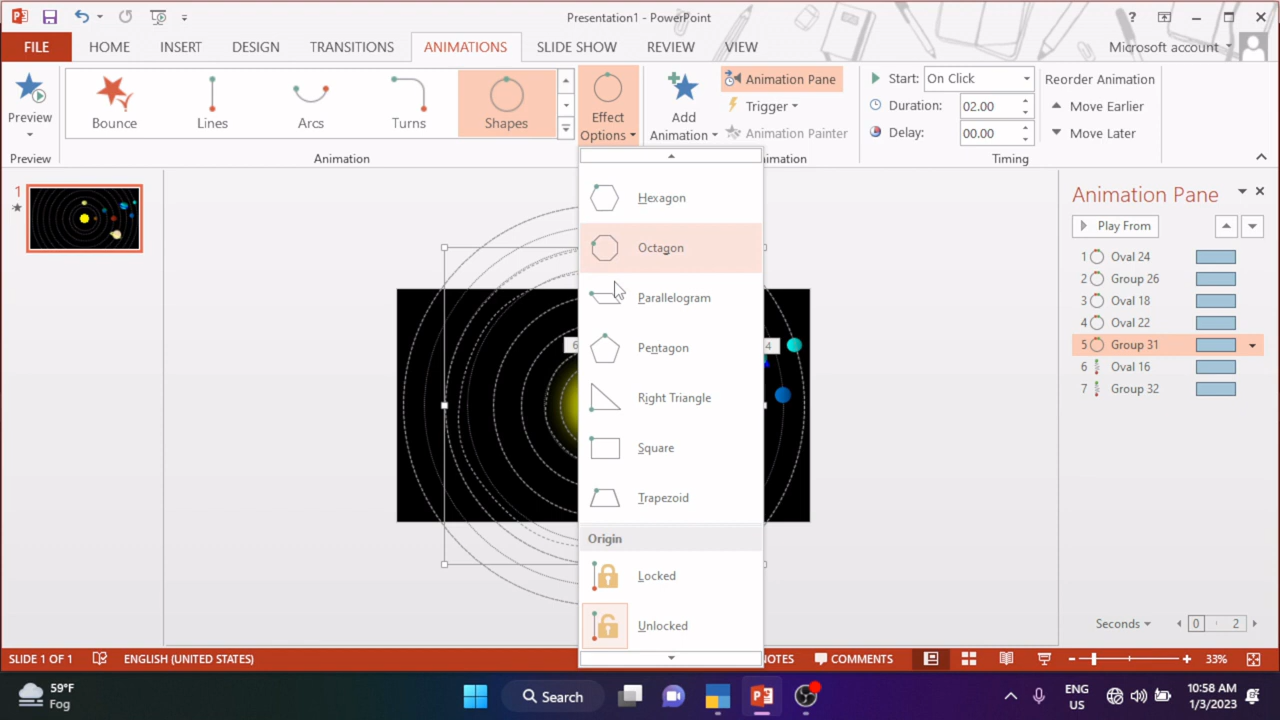 Presentation1 - PowerPoint
?
FILE
HOME
INSERT
DESIGN
TRANSITIONS
ANIMATIONS
SLIDE SHOW
REVIEW
VIEW
Microsoft account
Preview
Bounce
Lines
Arcs
Turns
Shapes
Effect
Options
Add
Animation
Animation Pane
Trigger
Animation Painter
Start: On Click
Duration: 02.00
Delay: 00.00
Reorder Animation
Move Earlier
Move Later
Preview
Animation
imation
Timing
1
Hexagon
Octagon
Parallelogram
Pentagon
Right Triangle
Square
Trapezoid
Origin
Locked
Unlocked
6
4
Animation Pane
Play From
1 Oval 24
2 Group 26
3 Oval 18
4 Oval 22
5 Group 31
6 Oval 16
7 Group 32
Seconds
0
2
SLIDE 1 OF 1
ENGLISH (UNITED STATES)
NOTES
COMMENTS
33%
59°F
Fog
Search
ENG
US
10:58 AM
1/3/2023